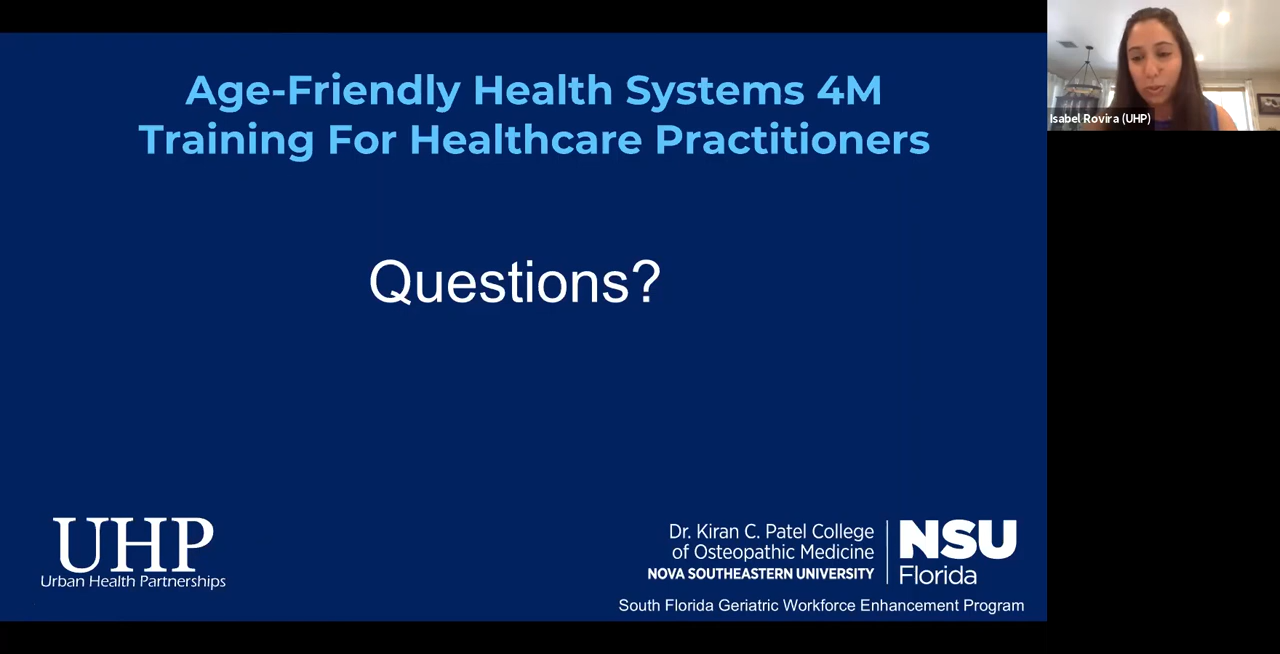 Age-Friendly Health Systems 4M
Training For Healthcare Practitioners
Questions?
UHP
Urban Health Partnerships
Dr. Kiran C. Patel College
of Osteopathic Medicine
NOVA SOUTHEASTERN UNIVERSITY
NSU
Florida
South Florida Geriatric Workforce Enhancement Program
Isabel Rovira (UHP)